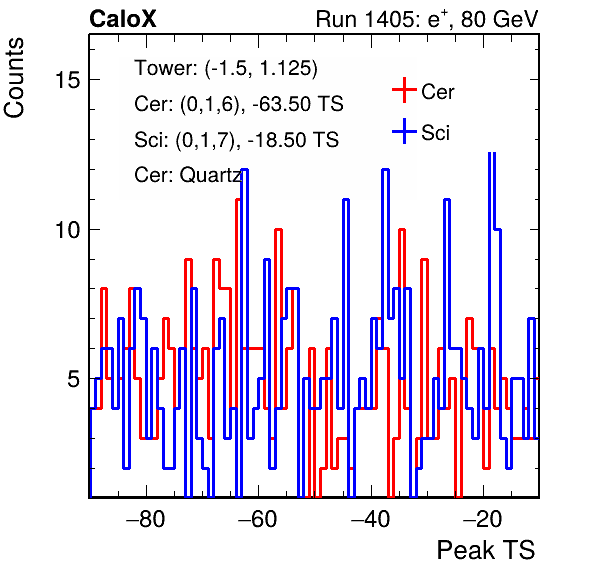 CaloX Run 1405: e⁺, 80 GeV
Counts
Tower: (-1.5, 1.125)
Cer: (0,1,6), -63.50 TS
Sci: (0,1,7), -18.50 TS
Cer: Quartz
Cer
Sci
15
10
5
−80 −60 −40 −20
Peak TS